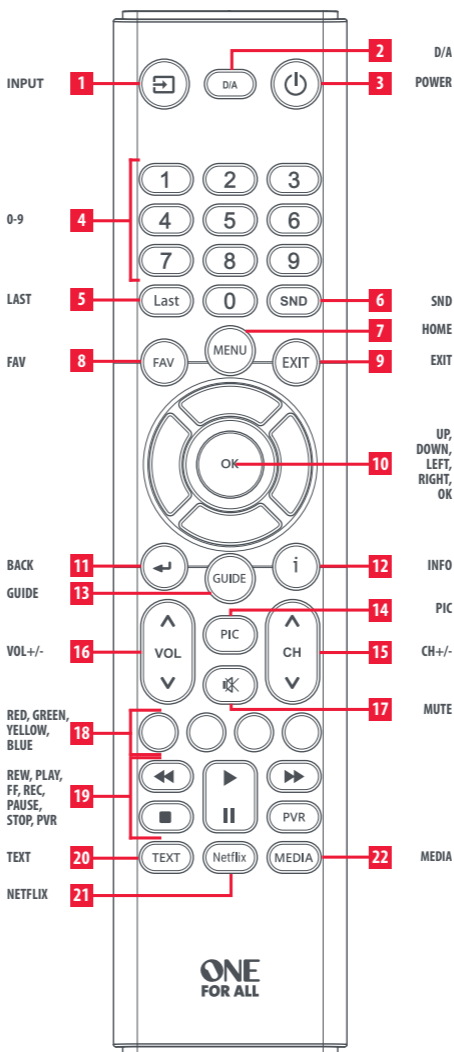 2 D/A
INPUT 1 D/A 3 POWER
1 2 3
0-9 4 4 5 6
7 8 9
LAST 5 Last 0 SND 6 SND
7 HOME
FAV 8 FAV MENU EXIT 9 EXIT
OK 10 UP,
DOWN,
LEFT,
RIGHT,
OK
BACK 11 i 12 INFO
GUIDE 13 GUIDE
14 PIC
PIC
VOL+/- 16 VOL CH 15 CH+/-
17 MUTE
RED, GREEN,
YELLOW,
BLUE
18
REW, PLAY,
FF, REC,
PAUSE,
STOP, PVR
19
PVR
TEXT 20 TEXT Netflix MEDIA 22 MEDIA
NETFLIX 21
ONE
FOR ALL